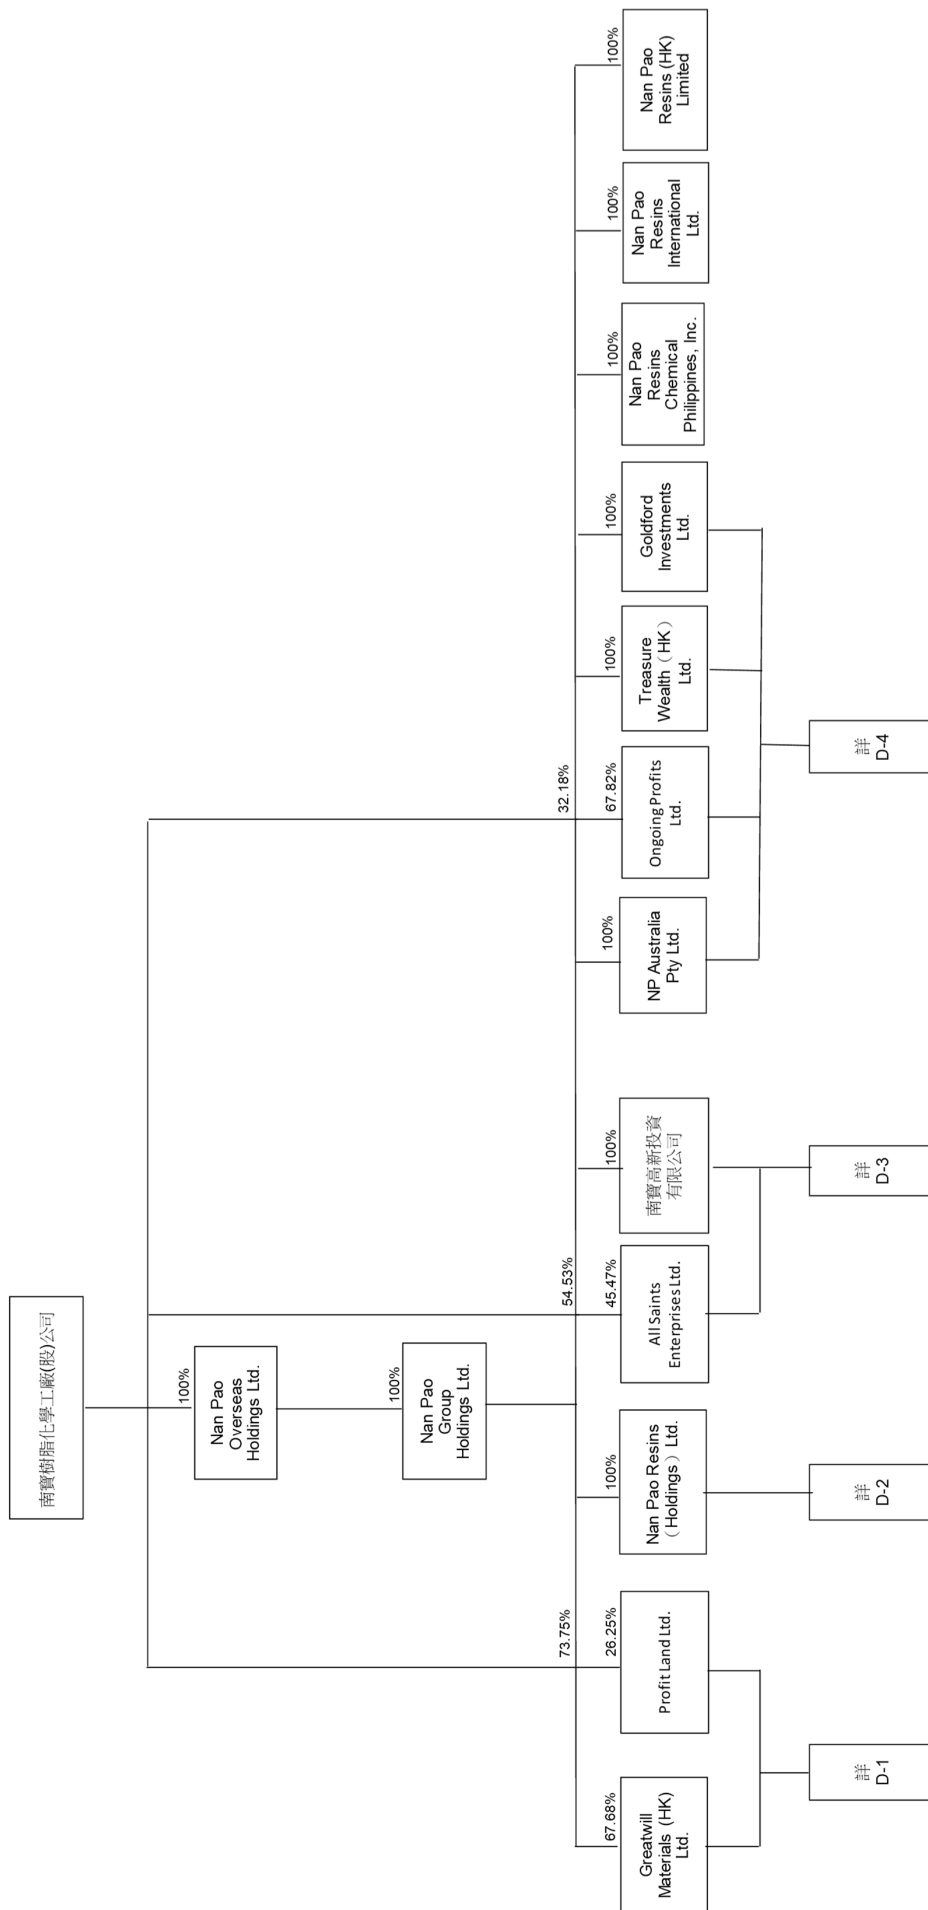 南寶樹脂化學工廠(股)公司
100%
Nan Pao
Overseas
Holdings Ltd.
100%
Nan Pao
Group
Holdings Ltd.
73.75%
54.53%
32.18%
67.68%
26.25%
100%
45.47%
100%
100%
67.82%
100%
100%
100%
100%
100%
Greatwill
Materials (HK)
Ltd.
Profit Land Ltd.
Nan Pao Resins
（Holdings）Ltd.
All Saints
Enterprises Ltd.
南寶高新投資
有限公司
NP Australia
Pty Ltd.
Ongoing Profits
Ltd.
Treasure
Wealth（HK）
Ltd.
Goldford
Investments
Ltd.
Nan Pao
Resins
Chemical
Philippines, Inc.
Nan Pao
Resins
International
Ltd.
Nan Pao
Resins (HK)
Limited
詳
D-1
詳
D-2
詳
D-3
詳
D-4